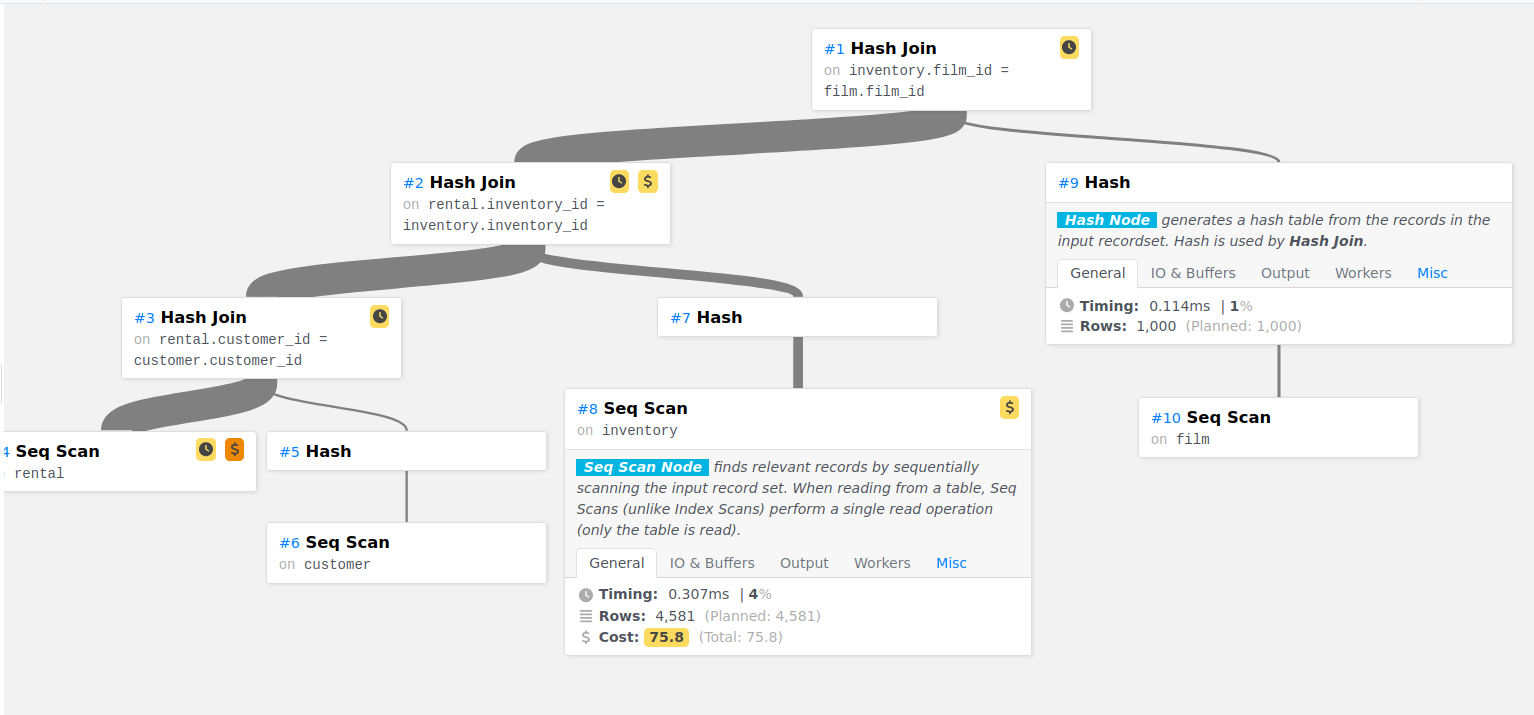 #1 Hash Join
on inventory.film_id =
film.film_id
#2 Hash Join $
on rental.inventory_id =
inventory.inventory_id
#9 Hash
Hash Node generates a hash table from the records in the
input recordset. Hash is used by Hash Join.
General IO & Buffers Output Workers Misc
Timing: 0.114ms | 1%
Rows: 1,000 (Planned: 1,000)
#3 Hash Join
on rental.customer_id =
customer.customer_id
#7 Hash
#8 Seq Scan $
on inventory
Seq Scan Node finds relevant records by sequentially
scanning the input record set. When reading from a table, Seq
Scans (unlike Index Scans) perform a single read operation
(only the table is read).
General IO & Buffers Output Workers Misc
Timing: 0.307ms | 4%
Rows: 4,581 (Planned: 4,581)
$ Cost: 75.8 (Total: 75.8)
#10 Seq Scan
on film
4 Seq Scan $
rental
#5 Hash
#6 Seq Scan
on customer